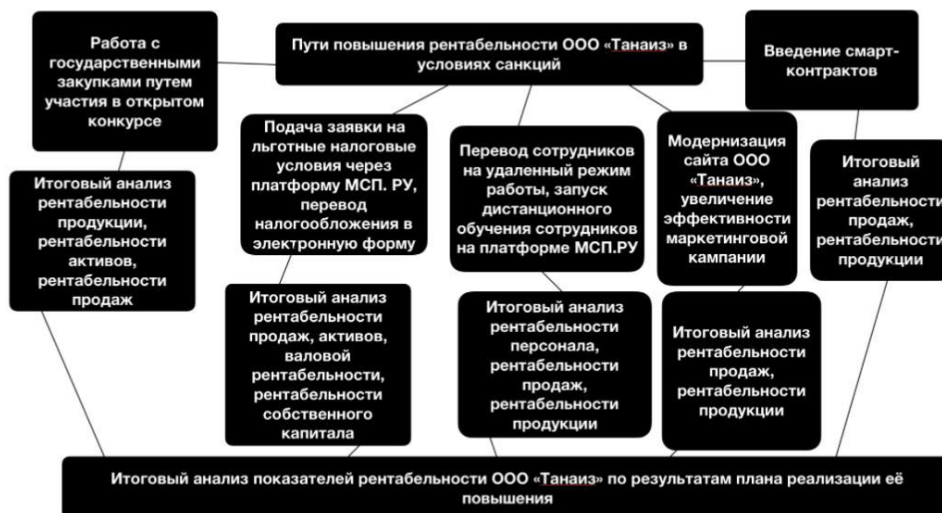 Работа с
государственными
закупками путем
участия в открытом
конкурсе
Пути повышения рентабельности ООО «Танаиз» в
условиях санкций
Введение смарт-
контрактов
Подача заявки на
льготные налоговые
условия через
платформу МСП. РУ,
перевод
налогообложения в
электронную форму
Перевод сотрудников
на удаленный режим
работы, запуск
дистанционного
обучения сотрудников
на платформе МСП.РУ
Модернизация
сайта ООО
«Танаиз»,
увеличение
эффективности
маркетинговой
кампании
Итоговый
анализ
рентабельности
продаж,
рентабельности
продукции
Итоговый анализ
рентабельности
продукции,
рентабельности
активов,
рентабельности
продаж
Итоговый анализ
рентабельности
продаж, активов,
валовой
рентабельности,
рентабельности
собственного
капитала
Итоговый анализ
рентабельности
персонала,
рентабельности
продаж,
рентабельности
продукции
Итоговый анализ
рентабельности
продаж,
рентабельности
продукции
Итоговый анализ показателей рентабельности ООО «Танаиз» по результатам плана реализации её
повышения